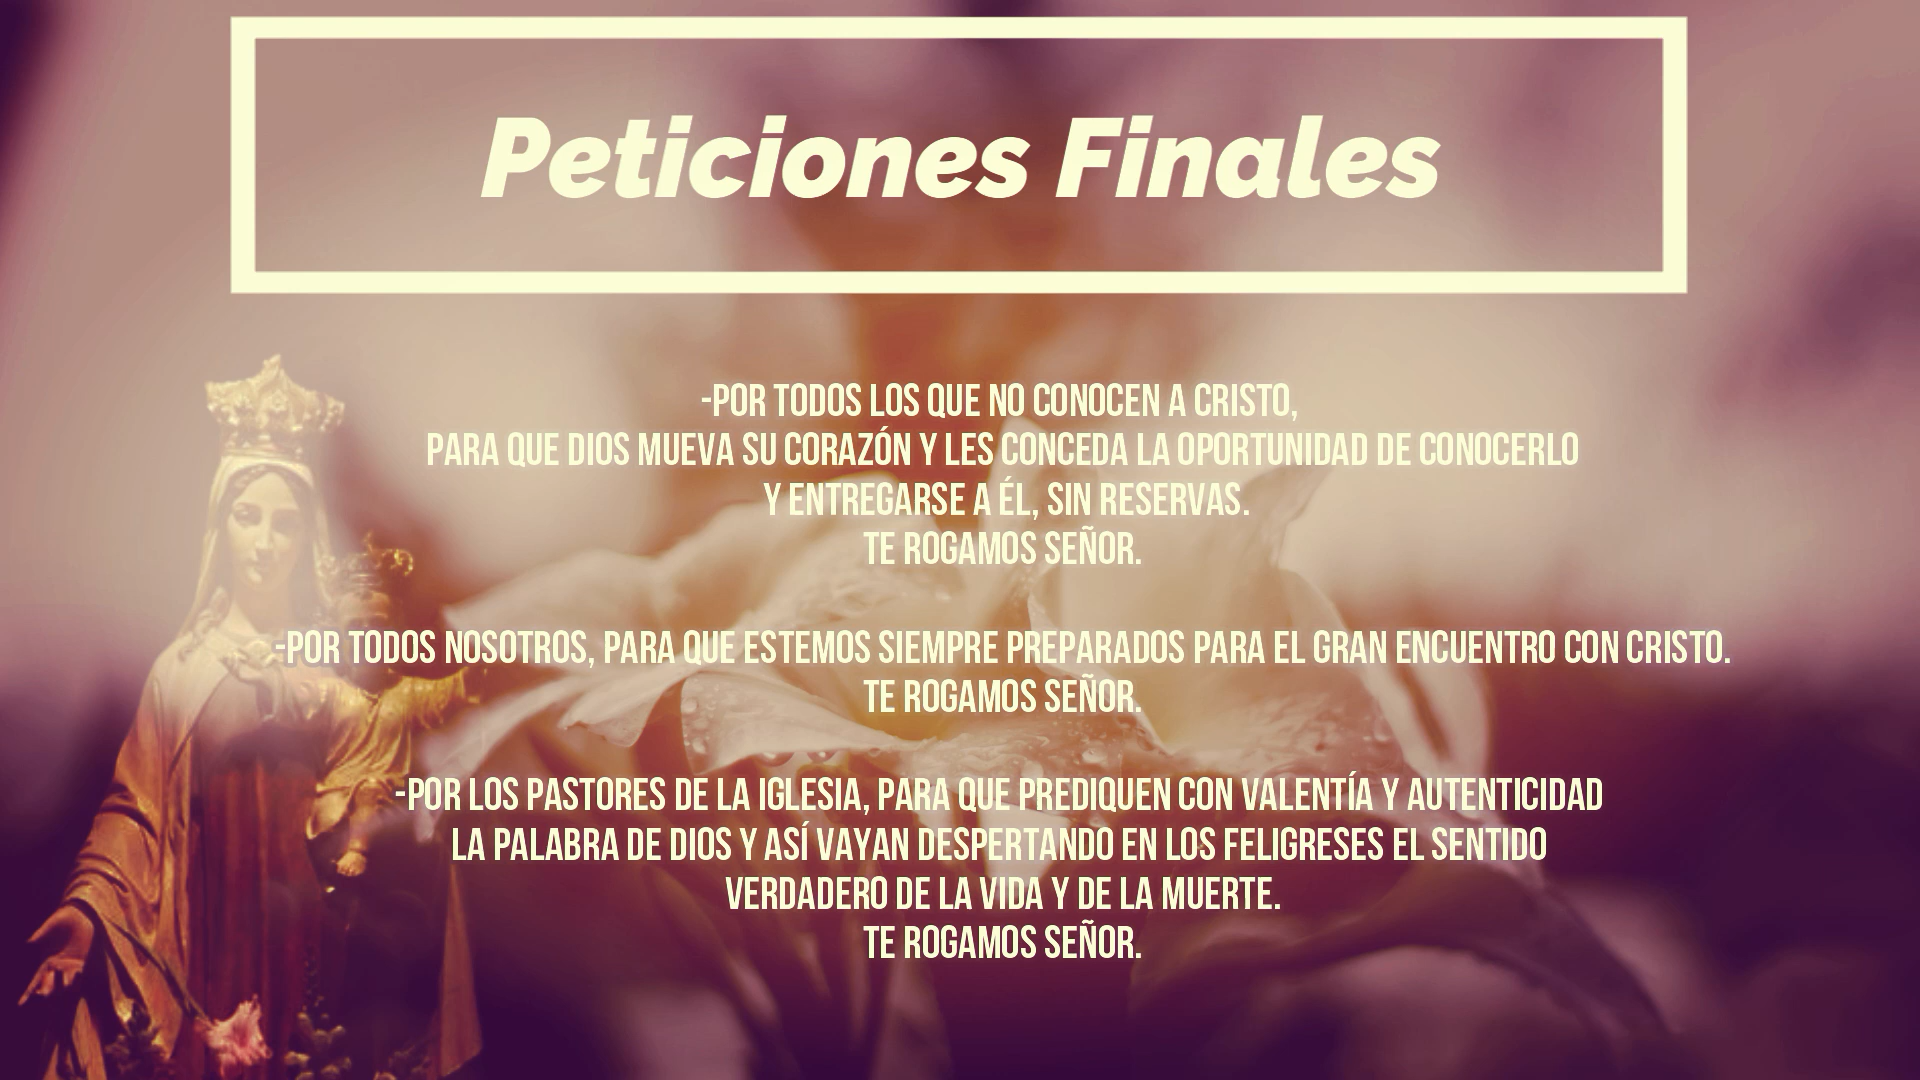 Peticiones Finales
-POR TODOS LOS QUE NO CONOCEN A CRISTO,
PARA QUE DIOS MUEVA SU CORAZÓN Y LES CONCEDA LA OPORTUNIDAD DE CONOCERLO
Y ENTREGARSE A ÉL, SIN RESERVAS.
TE ROGAMOS SEÑOR.
-POR TODOS NOSOTROS, PARA QUE ESTEMOS SIEMPRE PREPARADOS PARA EL GRAN ENCUENTRO CON CRISTO.
TE ROGAMOS SEÑOR.
-POR LOS PASTORES DE LA IGLESIA, PARA QUE PREDIQUEN CON VALENTÍA Y AUTENTICIDAD
LA PALABRA DE DIOS Y ASÍ VAYAN DESPERTANDO EN LOS FELIGRESES EL SENTIDO
VERDADERO DE LA VIDA Y DE LA MUERTE.
TE ROGAMOS SEÑOR.